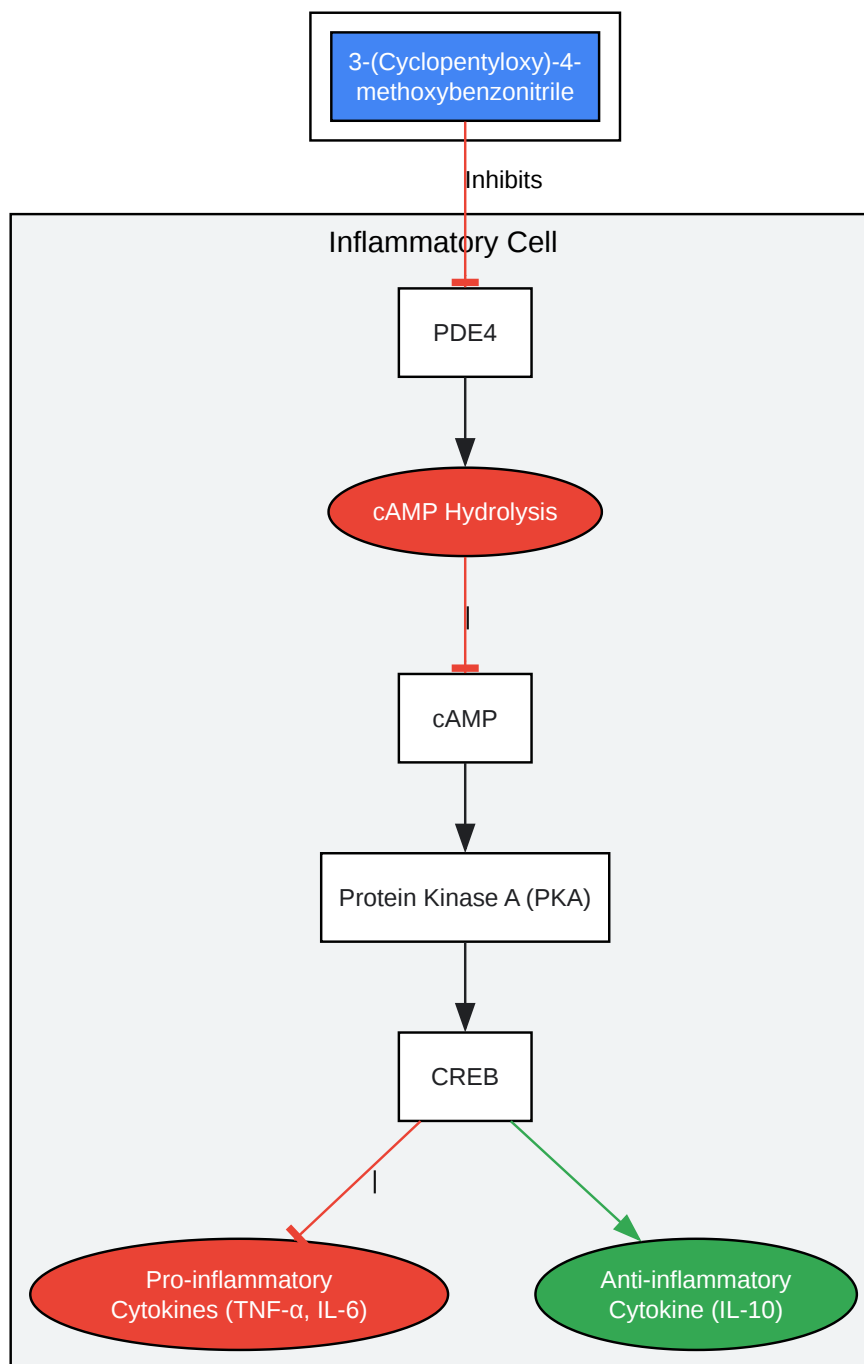 3-(Cyclopentyloxy)-4-
methoxybenzonitrile
Inhibits
Inflammatory Cell
PDE4
cAMP Hydrolysis
|
cAMP
Protein Kinase A (PKA)
CREB
|
Pro-inflammatory
Cytokines (TNF-α, IL-6)
Anti-inflammatory
Cytokine (IL-10)